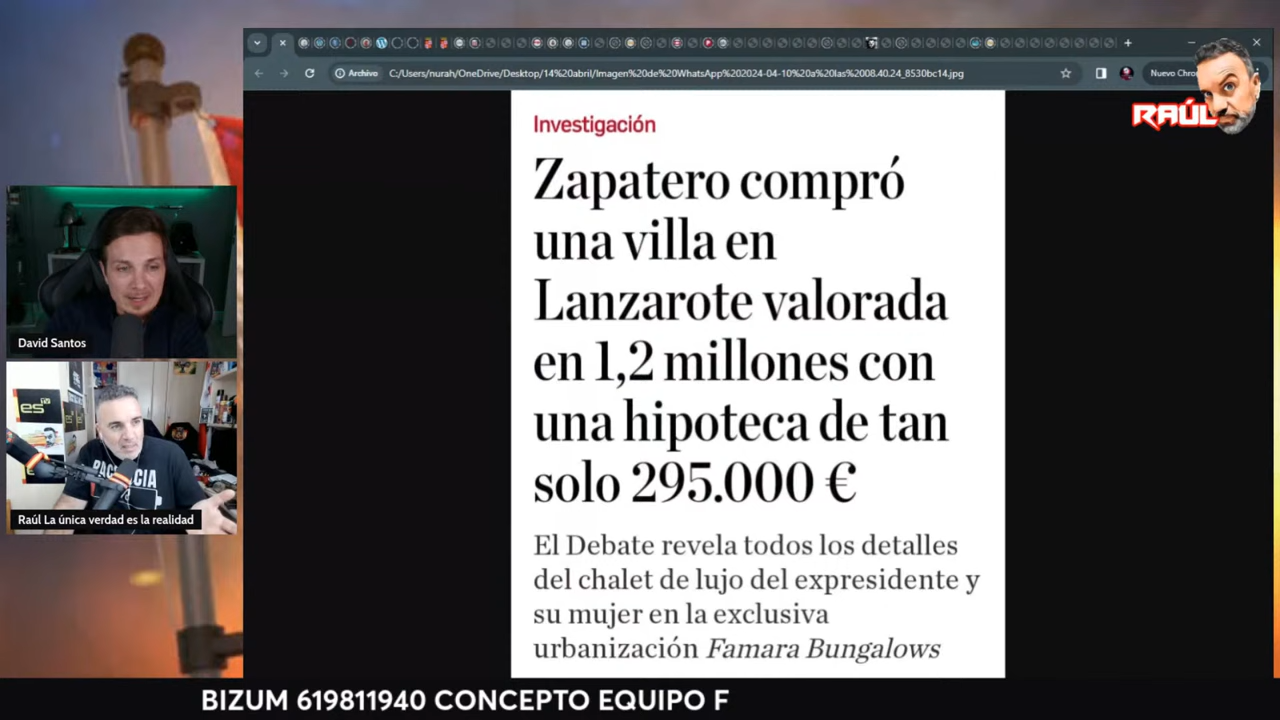 Archivo
C:/Users/nurah/OneDrive/Desktop/14%20abril/Imagen%20de%20WhatsApp%202024-04-10%20a%20las%2008.40.24_8530bc14.jpg
Nuevo Chro
RAÚL
Investigación
Zapatero compró
una villa en
Lanzarote valorada
en 1,2 millones con
una hipoteca de tan
solo 295.000 €
El Debate revela todos los detalles
del chalet de lujo del expresidente y
su mujer en la exclusiva
urbanización Famara Bungalows
David Santos
es
Raúl La única verdad es la realidad
BIZUM 619811940 CONCEPTO EQUIPO F